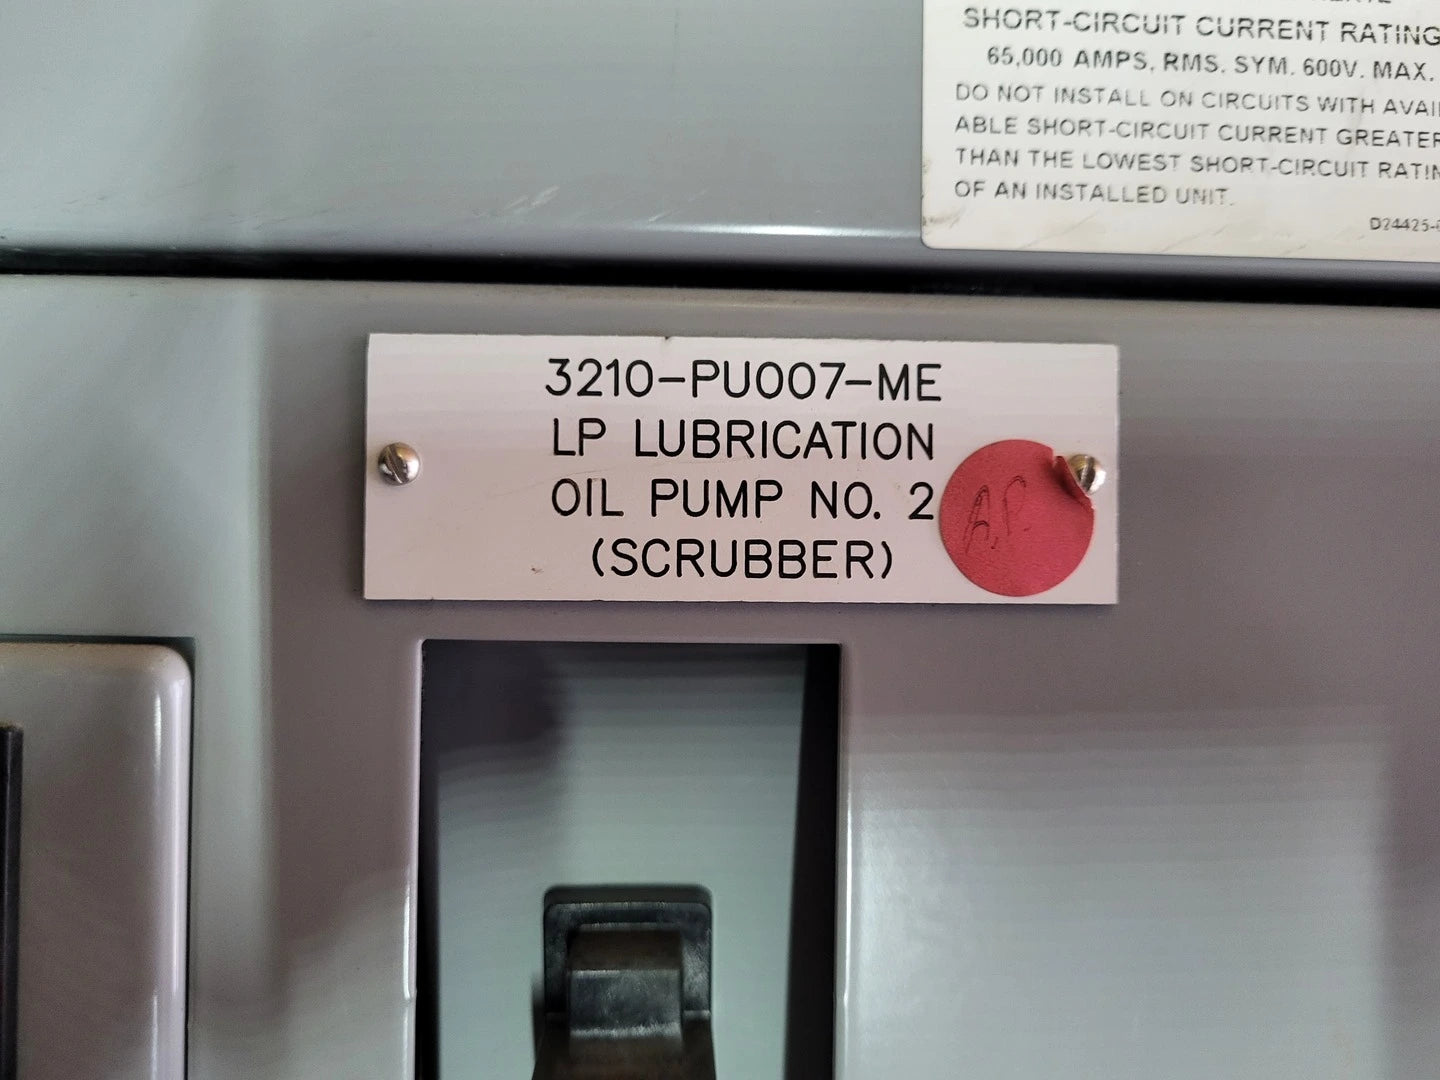 SHORT-CIRCUIT CURRENT RATING
65,000 AMPS, RMS. SYM. 600V. MAX.
DO NOT INSTALL ON CIRCUITS WITH AVAIL
ABLE SHORT-CIRCUIT CURRENT GREATER
THAN THE LOWEST SHORT-CIRCUIT RATIN
OF AN INSTALLED UNIT.
D24425-
3210-PU007-ME
LP LUBRICATION
OIL PUMP NO. 2
(SCRUBBER)
A.P.